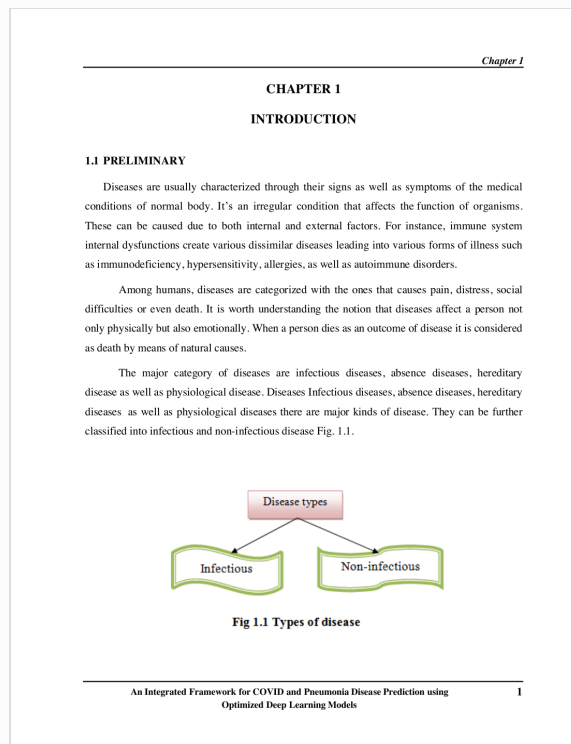 Chapter 1
CHAPTER 1
INTRODUCTION
1.1 PRELIMINARY
Diseases are usually characterized through their signs as well as symptoms of the medical
conditions of normal body. It's an irregular condition that affects the function of organisms.
These can be caused due to both internal and external factors. For instance, immune system
internal dysfunctions create various dissimilar diseases leading into various forms of illness such
as immunodeficiency, hypersensitivity, allergies, as well as autoimmune disorders.
Among humans, diseases are categorized with the ones that causes pain, distress, social
difficulties or even death. It is worth understanding the notion that diseases affect a person not
only physically but also emotionally. When a person dies as an outcome of disease it is considered
as death by means of natural causes.
The major category of diseases are infectious diseases, absence diseases, hereditary
disease as well as physiological disease. Diseases Infectious diseases, absence diseases, hereditary
diseases as well as physiological diseases there are major kinds of disease. They can be further
classified into infectious and non-infectious disease Fig. 1.1.
Disease types
Infectious
Non-infectious
Fig 1.1 Types of disease
An Integrated Framework for COVID and Pneumonia Disease Prediction using
Optimized Deep Learning Models
1